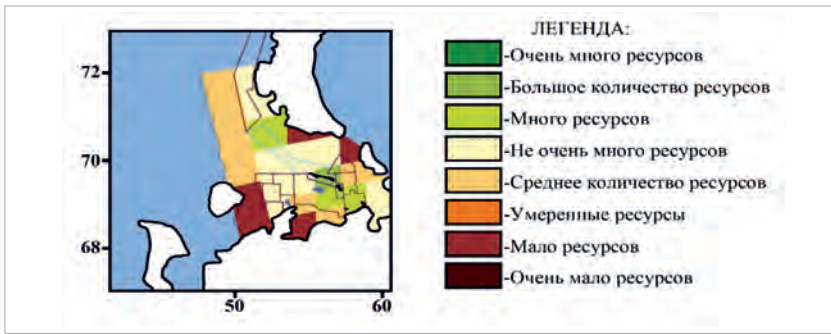 ЛЕГЕНДА:
-Очень много ресурсов
-Большое количество ресурсов
-Много ресурсов
-Не очень много ресурсов
-Среднее количество ресурсов
-Умеренные ресурсы
-Мало ресурсов
-Очень мало ресурсов
72
70
68
50 60